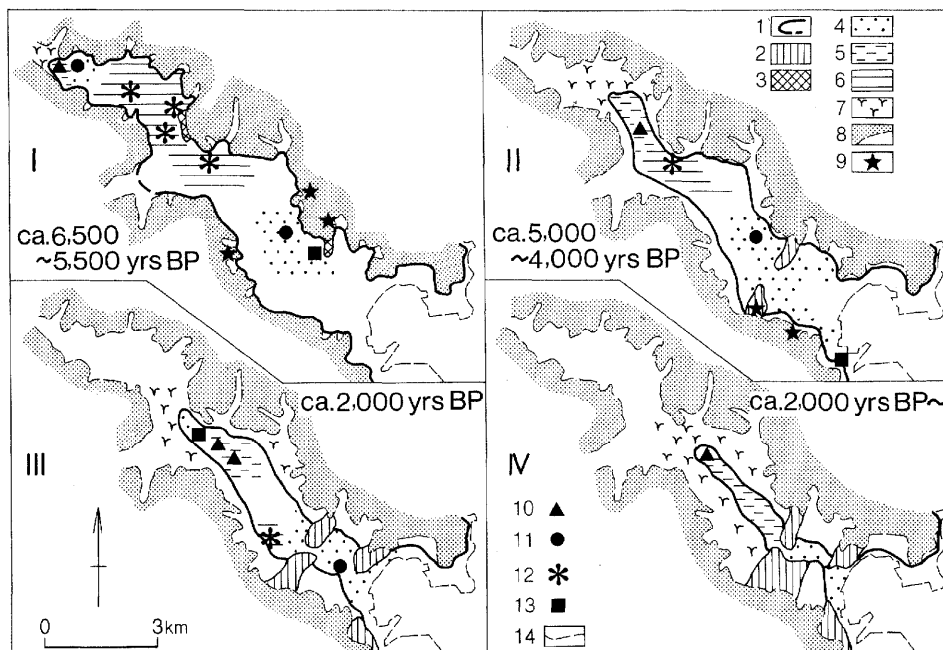 I
ca.6,500
~5,500 yrs BP
II
ca.5,000
~4,000 yrs BP
1
2
3
4
5
6
7
8
9
III
ca.2,000 yrs BP
0 3km
IV
ca.2,000 yrs BP~
10
11
12
13
14